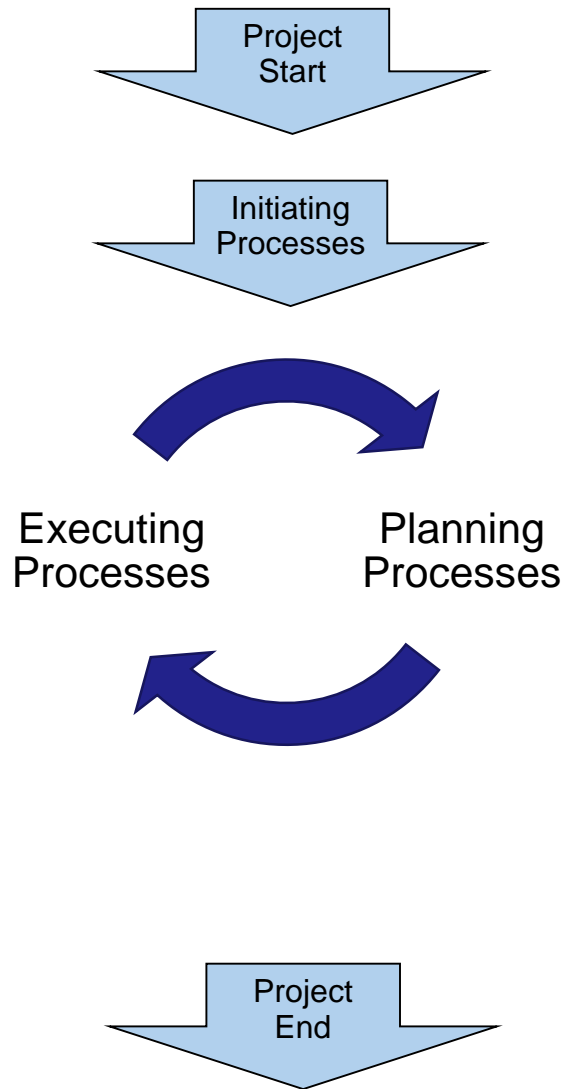 Project
Start
Initiating
Processes
Executing
Processes
Planning
Processes
Project
End